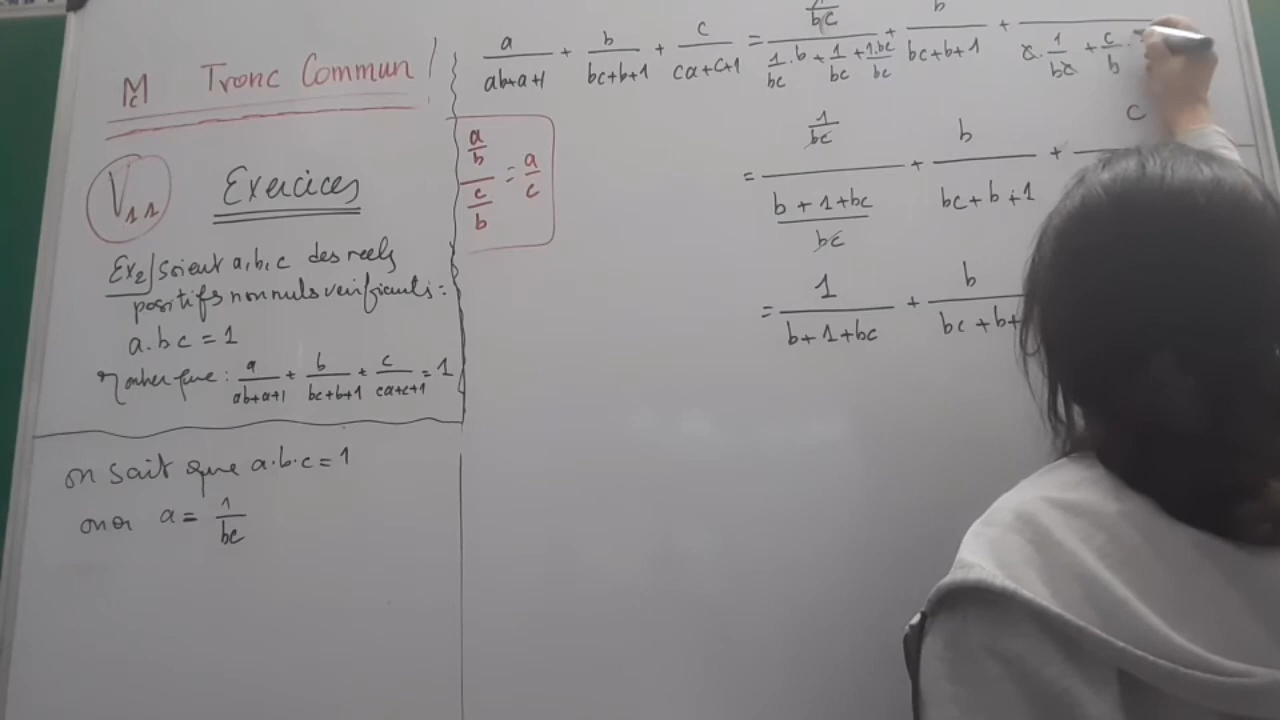 Mc Tronc Commun
V11 Exercices
Ex2/ Soient a, b, c des reels
positifs non nuls verifiants :
a.bc = 1
Montrer que : a/(ab+a+1) + b/(bc+b+1) + c/(ca+c+1) = 1
on sait que a.b.c = 1
on a a = 1/bc
a/(ab+a+1) + b/(bc+b+1) + c/(ca+c+1) = (1/bc)/(1/bc . b + 1/bc + 1.bc/bc) + b/(bc+b+1) +
c . 1/bc + c/b
(a/b)/(c/b) = a/c
= (1/bc)/((b+1+bc)/bc) + b/(bc+b+1) + c
= 1/(b+1+bc) + b/(bc+b+